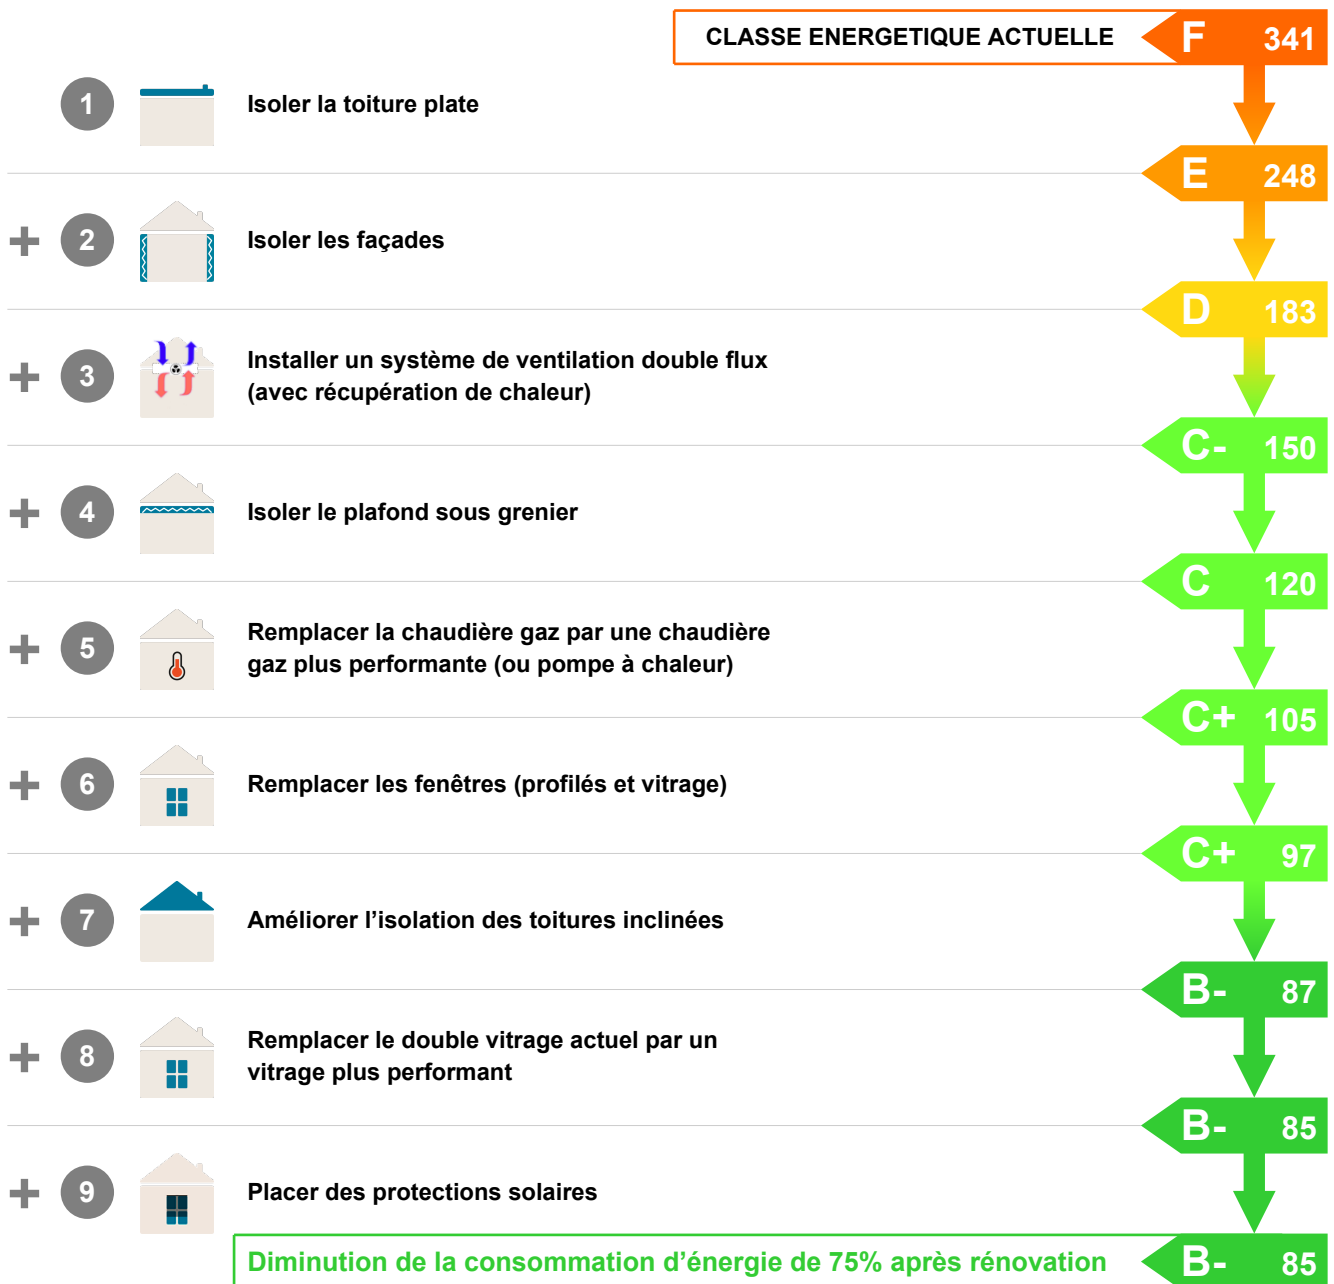 CLASSE ENERGETIQUE ACTUELLE F 341
1 Isoler la toiture plate
E 248
+ 2 Isoler les façades
D 183
+ 3 Installer un système de ventilation double flux
(avec récupération de chaleur)
C- 150
+ 4 Isoler le plafond sous grenier
C 120
+ 5 Remplacer la chaudière gaz par une chaudière
gaz plus performante (ou pompe à chaleur)
C+ 105
+ 6 Remplacer les fenêtres (profilés et vitrage)
C+ 97
+ 7 Améliorer l’isolation des toitures inclinées
B- 87
+ 8 Remplacer le double vitrage actuel par un
vitrage plus performant
B- 85
+ 9 Placer des protections solaires
Diminution de la consommation d’énergie de 75% après rénovation B- 85